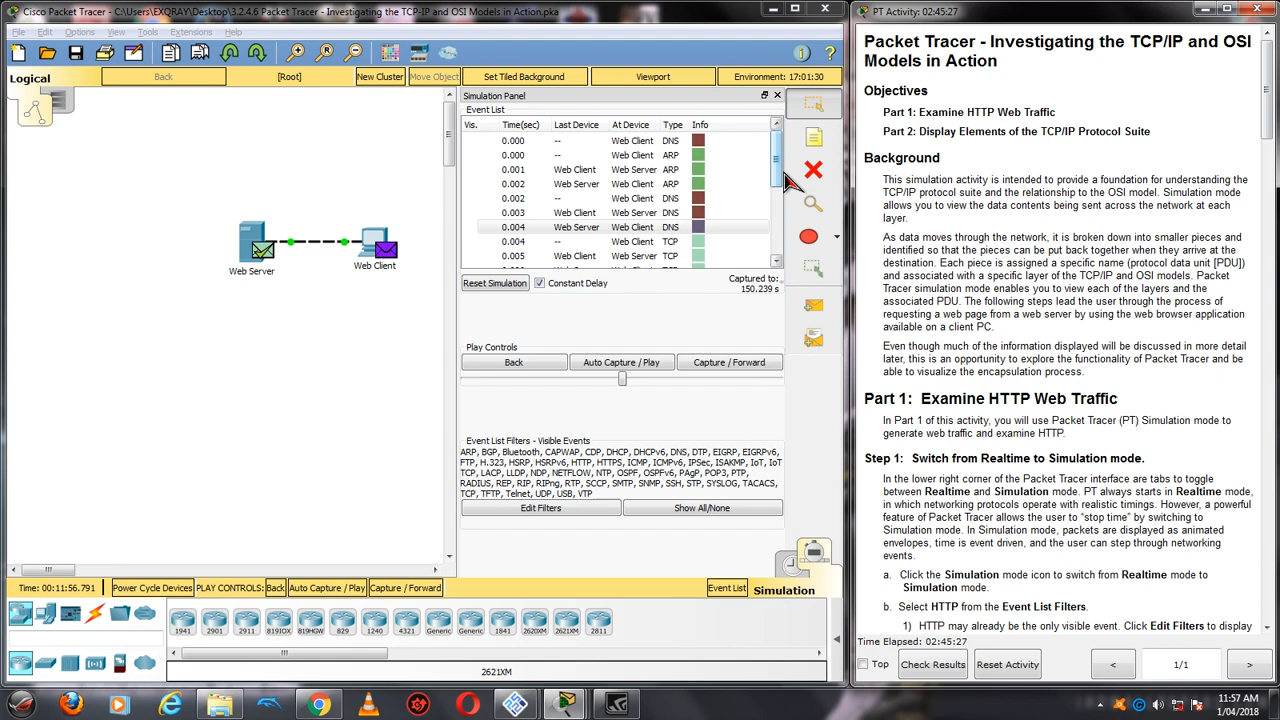 Cisco Packet Tracer - C:\Users\EXQRAY\Desktop\3.2.4.6 Packet Tracer - Investigating the TCP-IP and OSI Models in Action.pka
File Edit Options View Tools Extensions Help
Logical Back [Root] New Cluster Move Object Set Tiled Background Viewport Environment: 17:01:30
Web Server
Web Client
Simulation Panel
Event List
Vis. Time(sec) Last Device At Device Type Info
0.000 -- Web Client DNS
0.000 -- Web Client ARP
0.001 Web Client Web Server ARP
0.002 Web Server Web Client ARP
0.002 -- Web Client DNS
0.003 Web Client Web Server DNS
0.004 Web Server Web Client DNS
0.004 -- Web Client TCP
0.005 Web Client Web Server TCP
Reset Simulation Constant Delay Captured to:
150.239 s
Play Controls
Back Auto Capture / Play Capture / Forward
Event List Filters - Visible Events
ARP, BGP, Bluetooth, CAPWAP, CDP, DHCP, DHCPv6, DNS, DTP, EIGRP, EIGRPv6,
FTP, H.323, HSRP, HSRPv6, HTTP, HTTPS, ICMP, ICMPv6, IPSec, ISAKMP, IoT, IoT
TCP, LACP, LLDP, NDP, NETFLOW, NTP, OSPF, OSPFv6, PAgP, POP3, PTP,
RADIUS, REP, RIP, RIPng, RTP, SCCP, SMTP, SNMP, SSH, STP, SYSLOG, TACACS,
TCP, TFTP, Telnet, UDP, USB, VTP
Edit Filters Show All/None
Time: 00:11:56.791 Power Cycle Devices PLAY CONTROLS: Back Auto Capture / Play Capture / Forward Event List Simulation
1941 2901 2911 819IOX 819HGW 829 1240 4321 Generic Generic 1841 2620XM 2621XM 2811
2621XM
PT Activity: 02:45:27
Packet Tracer - Investigating the TCP/IP and OSI
Models in Action
Objectives
Part 1: Examine HTTP Web Traffic
Part 2: Display Elements of the TCP/IP Protocol Suite
Background
This simulation activity is intended to provide a foundation for understanding the
TCP/IP protocol suite and the relationship to the OSI model. Simulation mode
allows you to view the data contents being sent across the network at each
layer.
As data moves through the network, it is broken down into smaller pieces and
identified so that the pieces can be put back together when they arrive at the
destination. Each piece is assigned a specific name (protocol data unit [PDU])
and associated with a specific layer of the TCP/IP and OSI models. Packet
Tracer simulation mode enables you to view each of the layers and the
associated PDU. The following steps lead the user through the process of
requesting a web page from a web server by using the web browser application
available on a client PC.
Even though much of the information displayed will be discussed in more detail
later, this is an opportunity to explore the functionality of Packet Tracer and be
able to visualize the encapsulation process.
Part 1: Examine HTTP Web Traffic
In Part 1 of this activity, you will use Packet Tracer (PT) Simulation mode to
generate web traffic and examine HTTP.
Step 1: Switch from Realtime to Simulation mode.
In the lower right corner of the Packet Tracer interface are tabs to toggle
between Realtime and Simulation mode. PT always starts in Realtime mode,
in which networking protocols operate with realistic timings. However, a powerful
feature of Packet Tracer allows the user to “stop time” by switching to
Simulation mode. In Simulation mode, packets are displayed as animated
envelopes, time is event driven, and the user can step through networking
events.
a. Click the Simulation mode icon to switch from Realtime mode to
Simulation mode.
b. Select HTTP from the Event List Filters.
1) HTTP may already be the only visible event. Click Edit Filters to display
Time Elapsed: 02:45:27
Top Check Results Reset Activity < 1/1 >
11:57 AM
1/04/2018